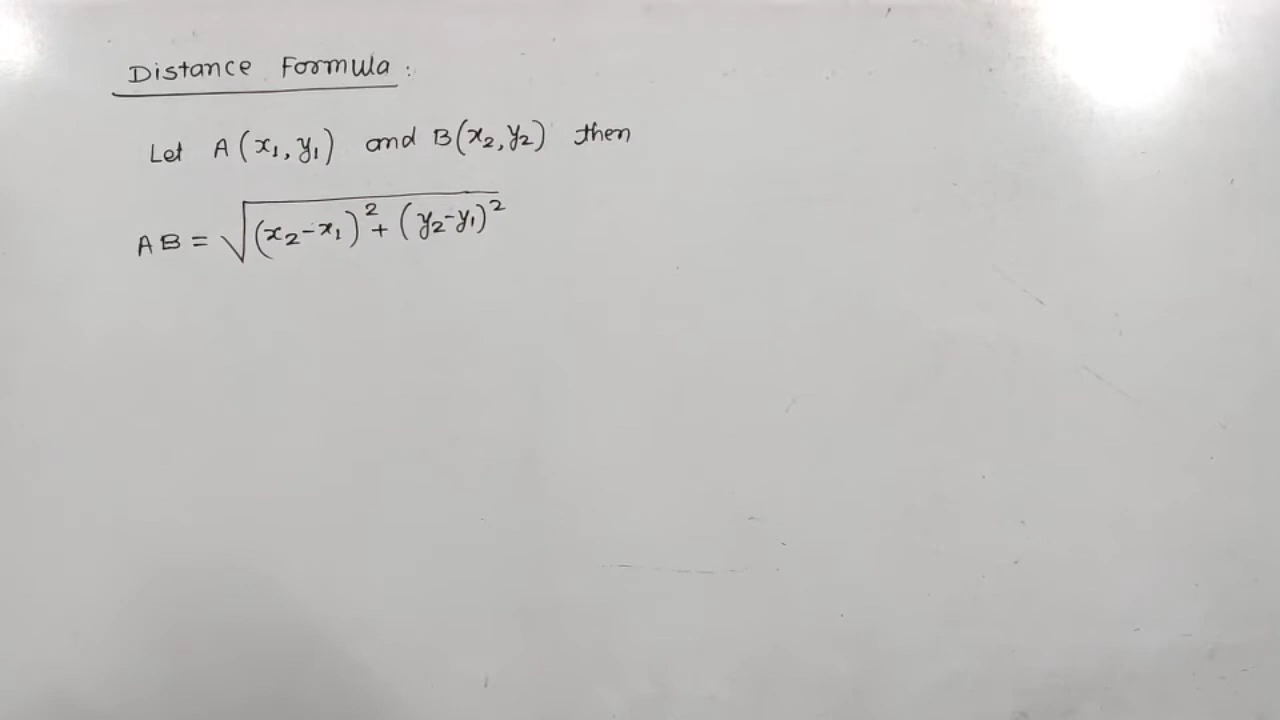 Distance Formula :
Let A(x₁, y₁) and B(x₂, y₂) then
AB = √((x₂-x₁)² + (y₂-y₁)²)